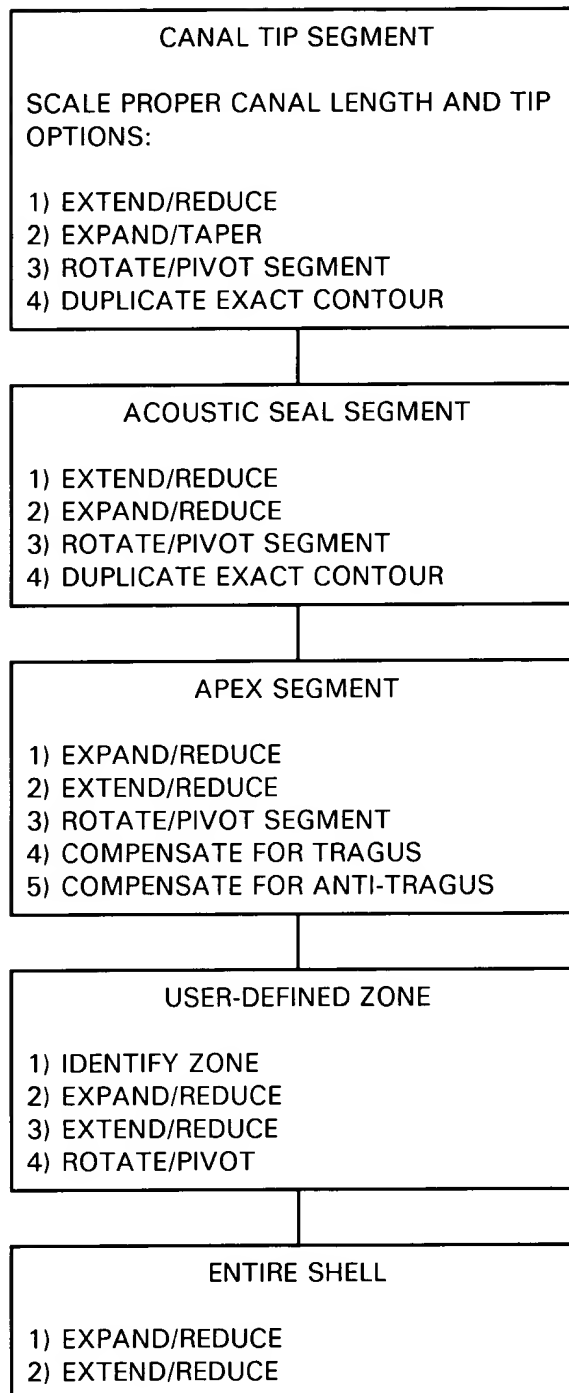 CANAL TIP SEGMENT
SCALE PROPER CANAL LENGTH AND TIP
OPTIONS:
1) EXTEND/REDUCE
2) EXPAND/TAPER
3) ROTATE/PIVOT SEGMENT
4) DUPLICATE EXACT CONTOUR
ACOUSTIC SEAL SEGMENT
1) EXTEND/REDUCE
2) EXPAND/REDUCE
3) ROTATE/PIVOT SEGMENT
4) DUPLICATE EXACT CONTOUR
APEX SEGMENT
1) EXPAND/REDUCE
2) EXTEND/REDUCE
3) ROTATE/PIVOT SEGMENT
4) COMPENSATE FOR TRAGUS
5) COMPENSATE FOR ANTI-TRAGUS
USER-DEFINED ZONE
1) IDENTIFY ZONE
2) EXPAND/REDUCE
3) EXTEND/REDUCE
4) ROTATE/PIVOT
ENTIRE SHELL
1) EXPAND/REDUCE
2) EXTEND/REDUCE